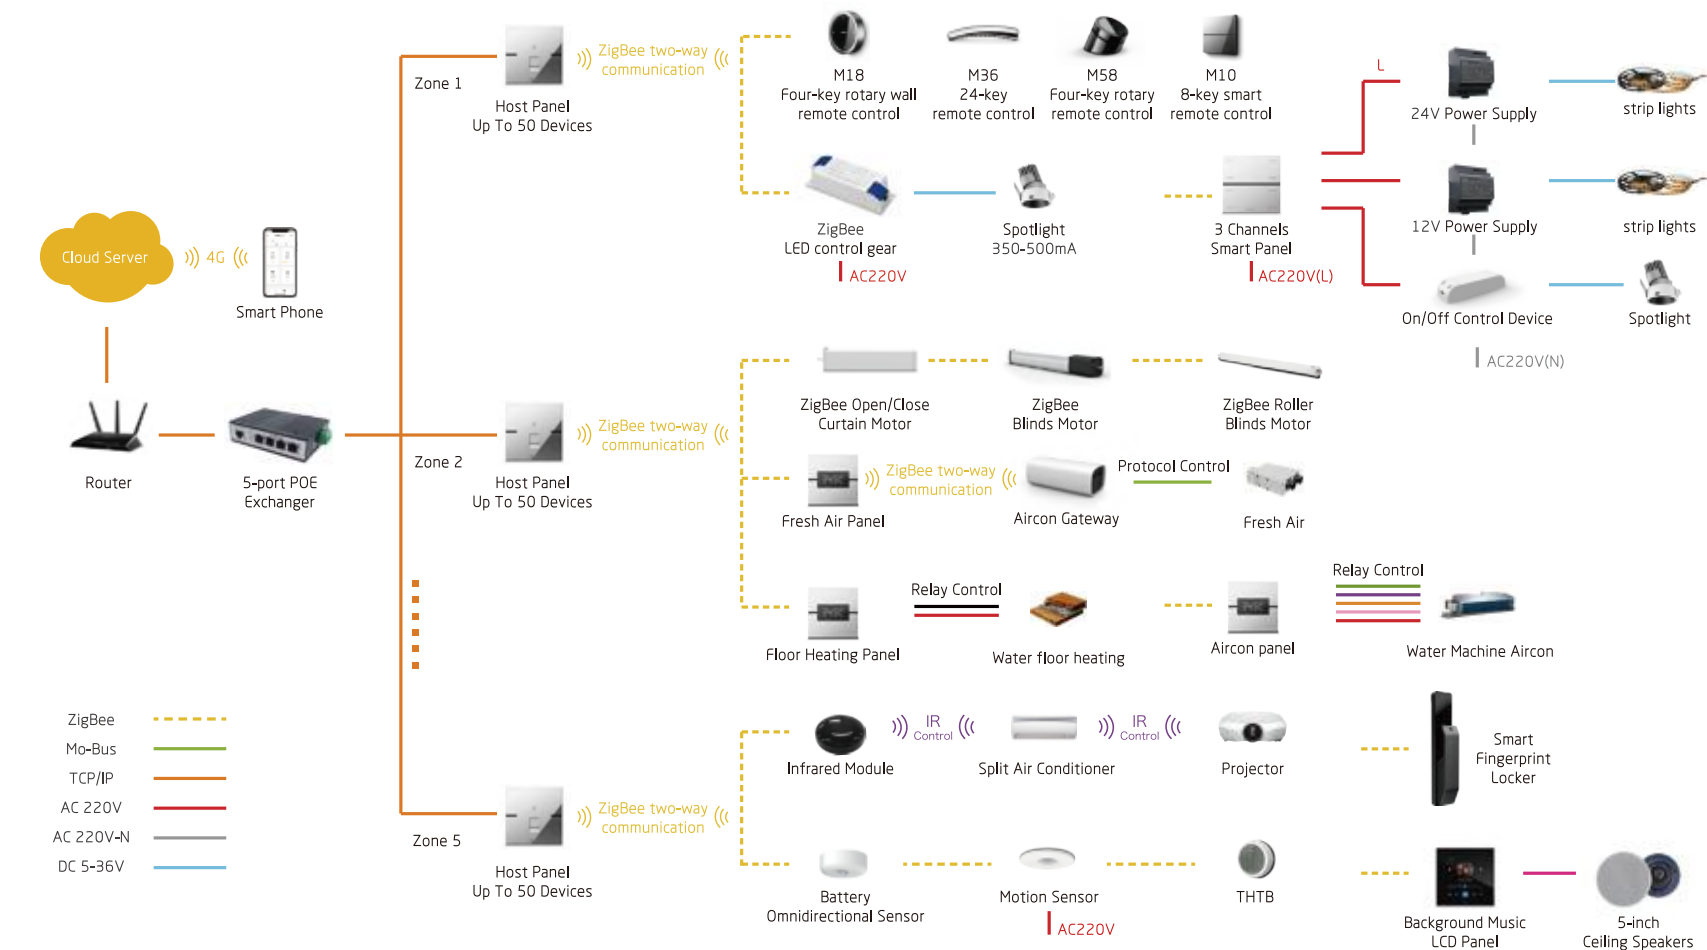 Zone 1
Host Panel
Up To 50 Devices
ZigBee two-way
communication
M18
Four-key rotary wall
remote control
M36
24-key
remote control
M58
Four-key rotary
remote control
M10
8-key smart
remote control
L
24V Power Supply
strip lights
ZigBee
LED control gear
AC220V
Spotlight
350-500mA
3 Channels
Smart Panel
AC220V(L)
12V Power Supply
strip lights
On/Off Control Device
Spotlight
AC220V(N)
Cloud Server
4G
Smart Phone
Router
5-port POE
Exchanger
Zone 2
Host Panel
Up To 50 Devices
ZigBee two-way
communication
ZigBee Open/Close
Curtain Motor
ZigBee
Blinds Motor
ZigBee Roller
Blinds Motor
Fresh Air Panel
ZigBee two-way
communication
Aircon Gateway
Protocol Control
Fresh Air
Floor Heating Panel
Relay Control
Water floor heating
Aircon panel
Relay Control
Water Machine Aircon
ZigBee
Mo-Bus
TCP/IP
AC 220V
AC 220V-N
DC 5-36V
Zone 5
Host Panel
Up To 50 Devices
ZigBee two-way
communication
Infrared Module
IR
Control
Split Air Conditioner
IR
Control
Projector
Smart
Fingerprint
Locker
Battery
Omnidirectional Sensor
Motion Sensor
AC220V
THTB
Background Music
LCD Panel
5-inch
Ceiling Speakers